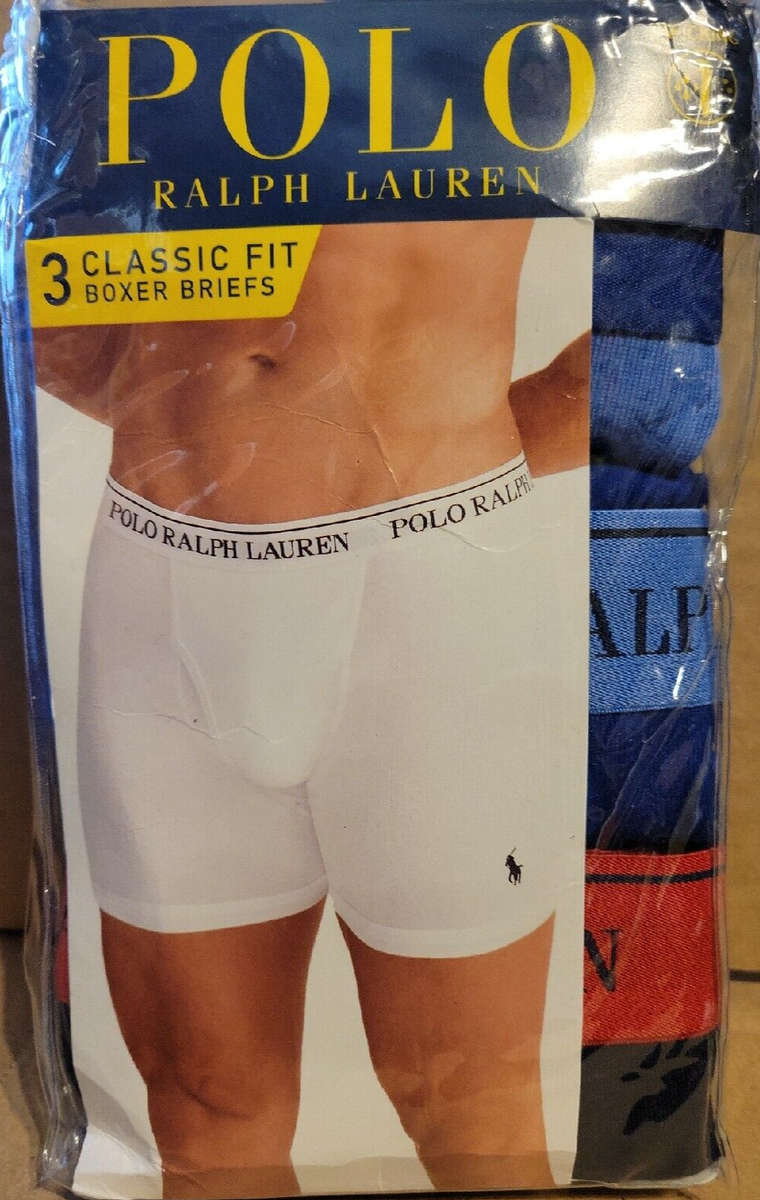 POLO
RALPH LAUREN
3 CLASSIC FIT
BOXER BRIEFS
POLO RALPH LAUREN POLO RALPH
ALP
N